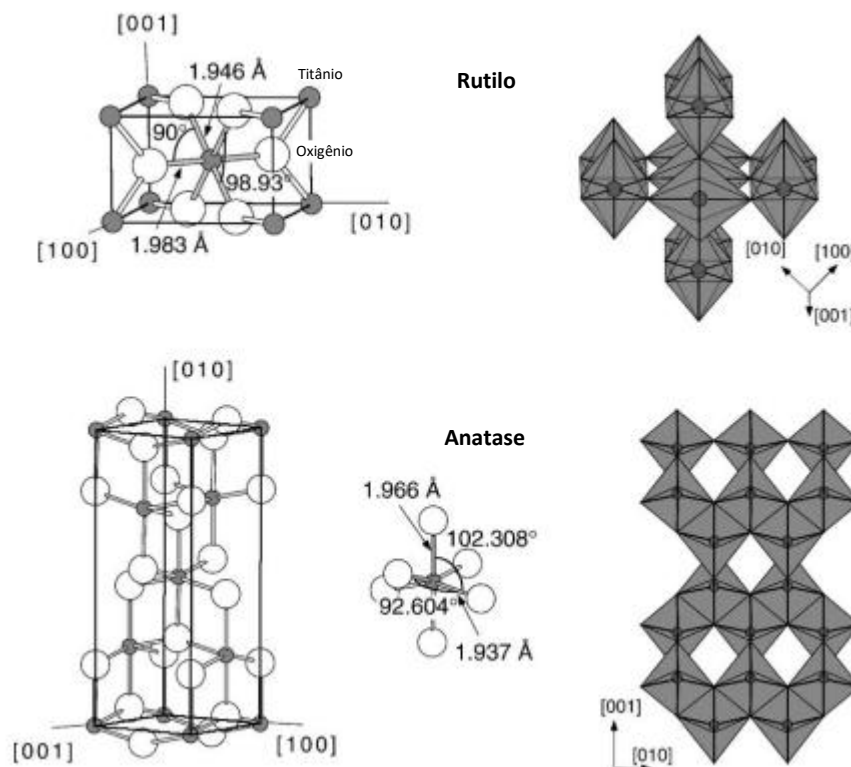 [001]
1.946 Å
Titânio
Rutilo
90°
Oxigênio
98.93°
[010]
[100]
1.983 Å
[010]
[100]
[001]
[010]
Anatase
1.966 Å
102.308°
92.604°
1.937 Å
[001]
[100]
[001]
[010]